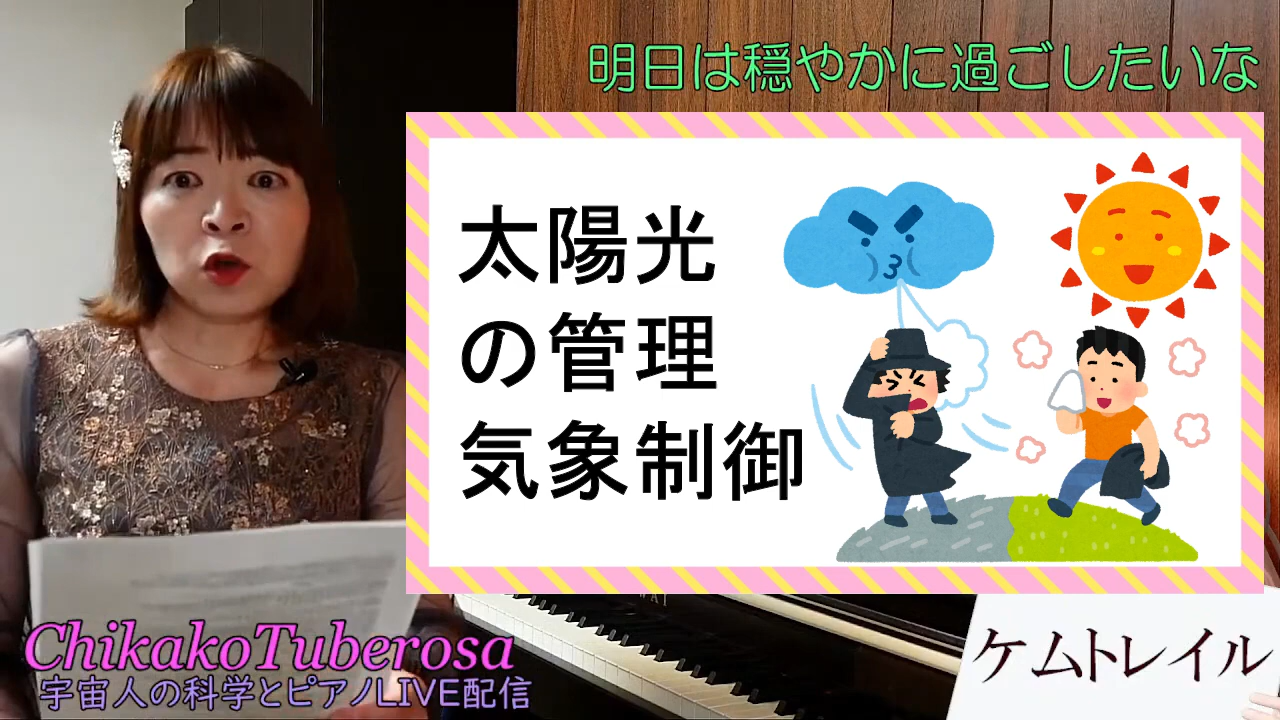 明日は穏やかに過ごしたいな
太陽光
の管理
気象制御
ChikakoTuberosa
宇宙人の科学とピアノLIVE配信
ケムトレイル